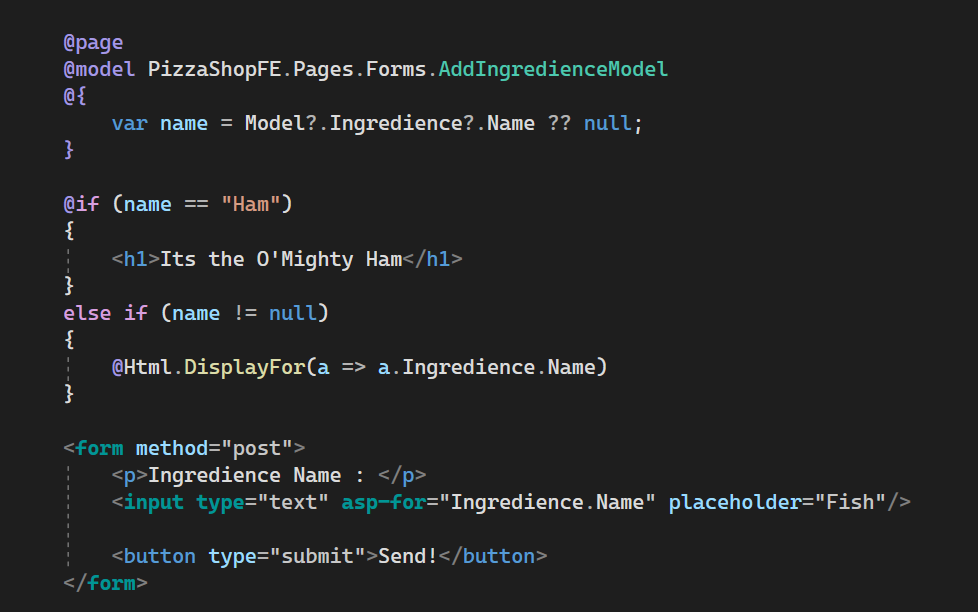 @page
@model PizzaShopFE.Pages.Forms.AddIngredienceModel
@{
    var name = Model?.Ingredience?.Name ?? null;
}

@if (name == "Ham")
{
    <h1>Its the O'Mighty Ham</h1>
}
else if (name != null)
{
    @Html.DisplayFor(a => a.Ingredience.Name)
}

<form method="post">
    <p>Ingredience Name : </p>
    <input type="text" asp-for="Ingredience.Name" placeholder="Fish"/>

    <button type="submit">Send!</button>
</form>